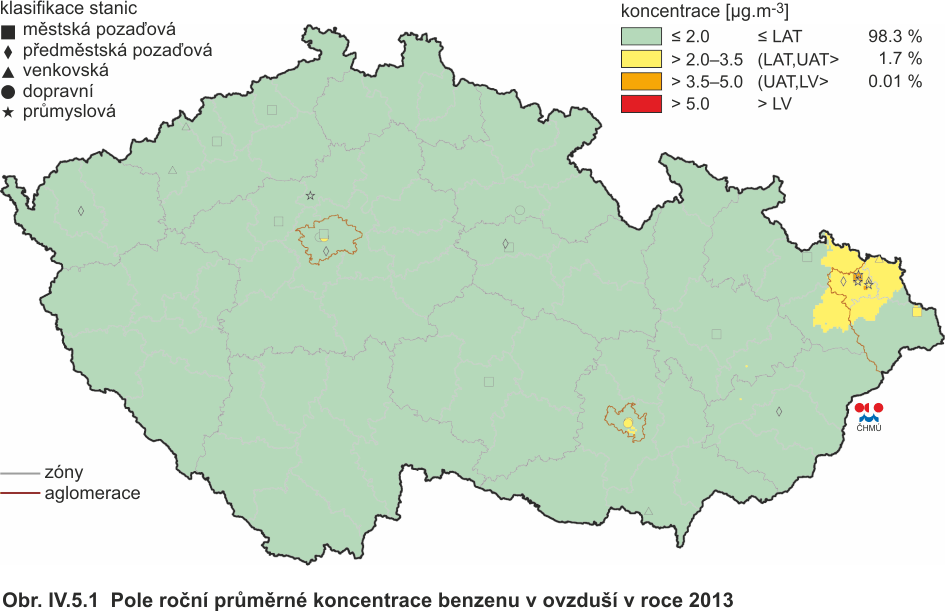 klasifikace stanic
městská pozaďová
předměstská pozaďová
venkovská
dopravní
průmyslová
koncentrace [µg.m-3]
≤ 2.0 ≤ LAT 98.3 %
> 2.0–3.5 (LAT,UAT> 1.7 %
> 3.5–5.0 (UAT,LV> 0.01 %
> 5.0 > LV
ČHMÚ
zóny
aglomerace
Obr. IV.5.1 Pole roční průměrné koncentrace benzenu v ovzduší v roce 2013